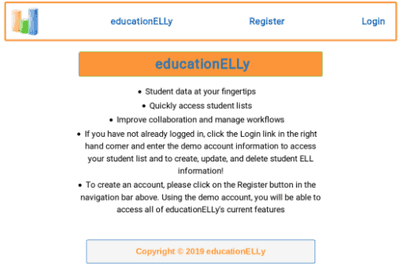 educationELLy Register Login
educationELLy
• Student data at your fingertips
• Quickly access student lists
• Improve collaboration and manage workflows
• If you have not already logged in, click the Login link in the right
hand corner and enter the demo account information to access
your student list and to create, update, and delete student ELL
information!
• To create an account, please click on the Register button in the
navigation bar above. Using the demo account, you will be able to
access all of educationELLy's current features
Copyright © 2019 educationELLy